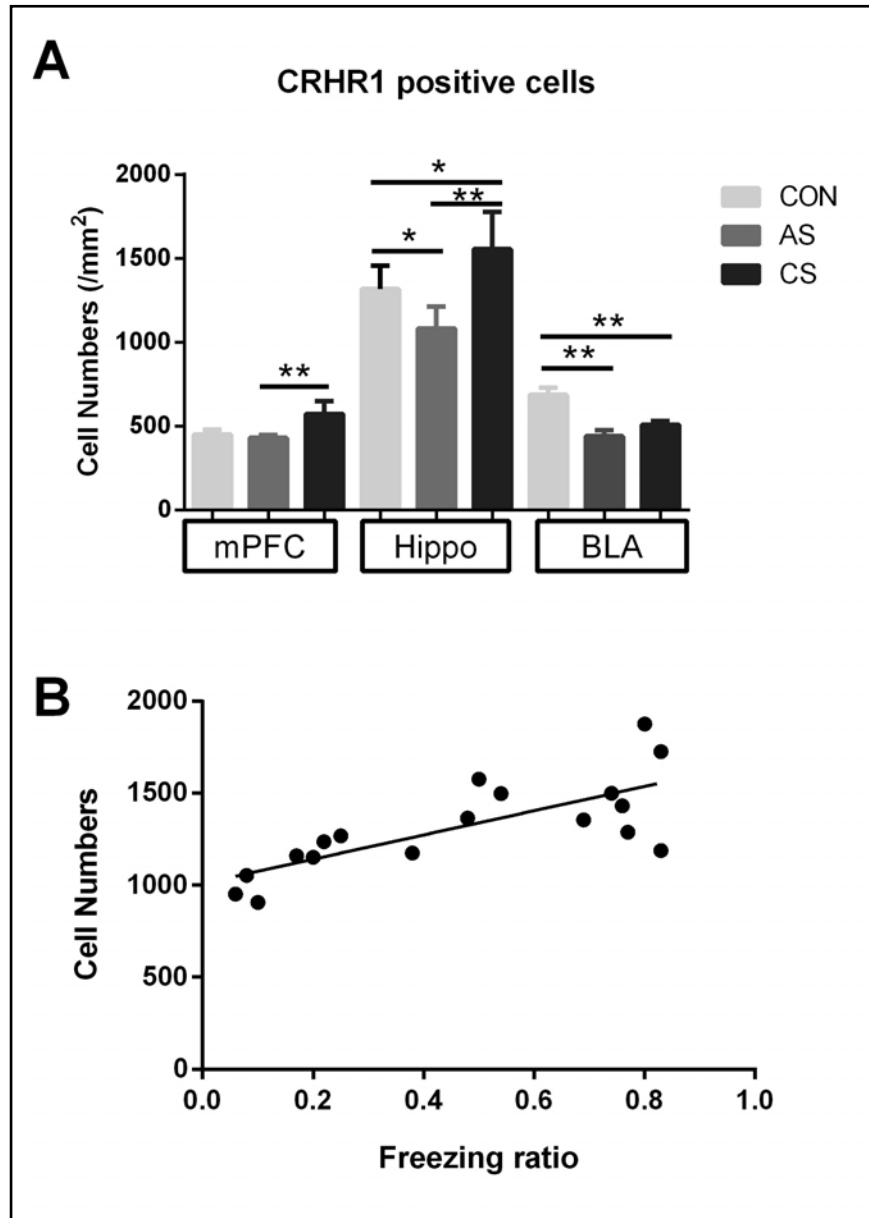 A
CRHR1 positive cells
Cell Numbers (/mm²)
2000
1500
1000
500
0
**
*
*
**
**
**
CON
AS
CS
mPFC
Hippo
BLA
B
Cell Numbers
2000
1500
1000
500
0
0.0 0.2 0.4 0.6 0.8 1.0
Freezing ratio